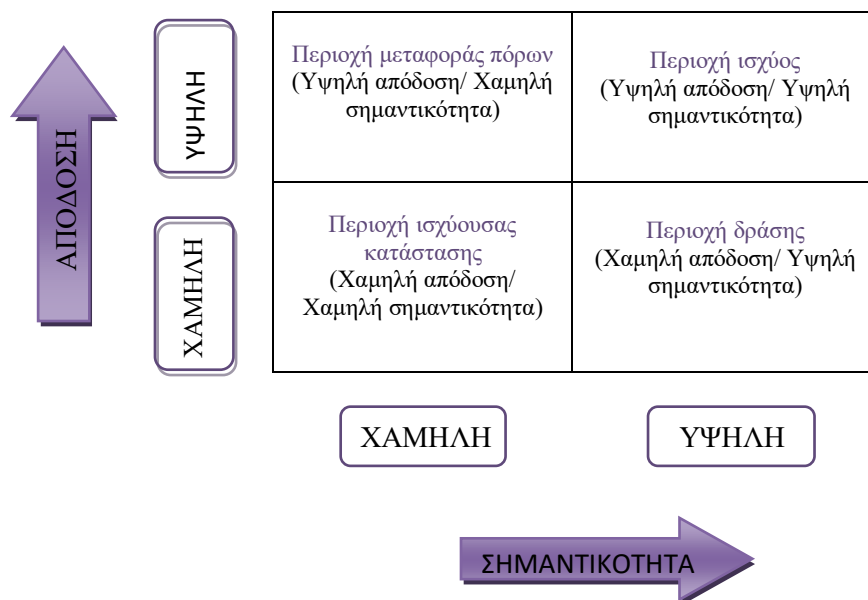 ΑΠΟΔΟΣΗ
ΥΨΗΛΗ
Περιοχή μεταφοράς πόρων
(Υψηλή απόδοση/ Χαμηλή
σημαντικότητα)
Περιοχή ισχύος
(Υψηλή απόδοση/ Υψηλή
σημαντικότητα)
ΧΑΜΗΛΗ
Περιοχή ισχύουσας
κατάστασης
(Χαμηλή απόδοση/
Χαμηλή σημαντικότητα)
Περιοχή δράσης
(Χαμηλή απόδοση/ Υψηλή
σημαντικότητα)
ΧΑΜΗΛΗ
ΥΨΗΛΗ
ΣΗΜΑΝΤΙΚΟΤΗΤΑ